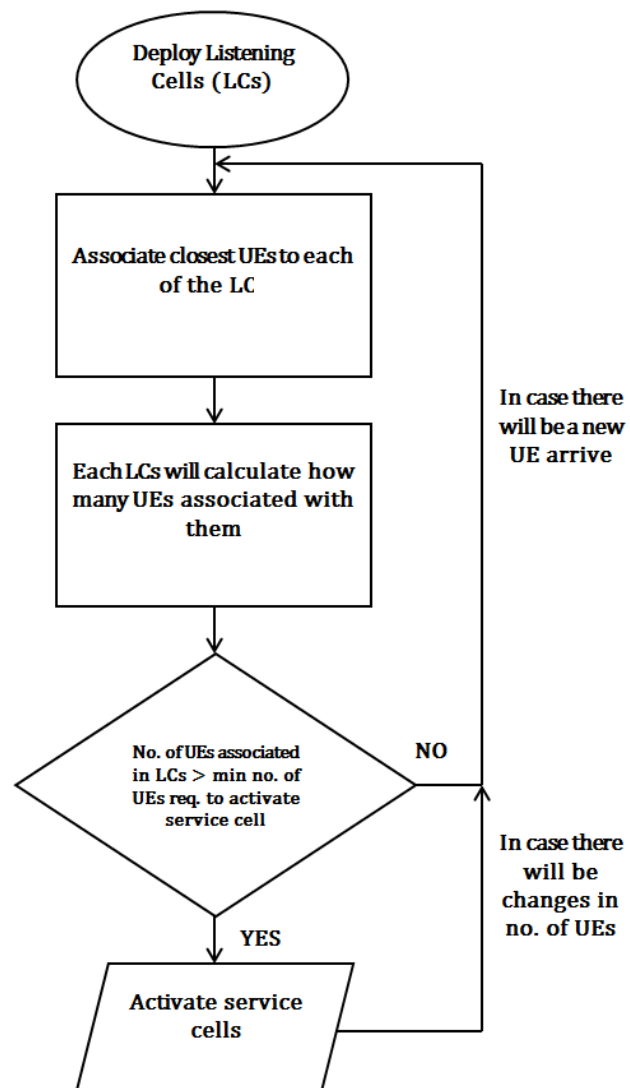 Deploy Listening
Cells (LCs)
Associate closest UEs to each
of the LC
Each LCs will calculate how
many UEs associated with
them
In case there
will be a new
UE arrive
No. of UEs associated
in LCs > min no. of
UEs req. to activate
service cell
NO
In case there
will be
changes in
no. of UEs
YES
Activate service
cells